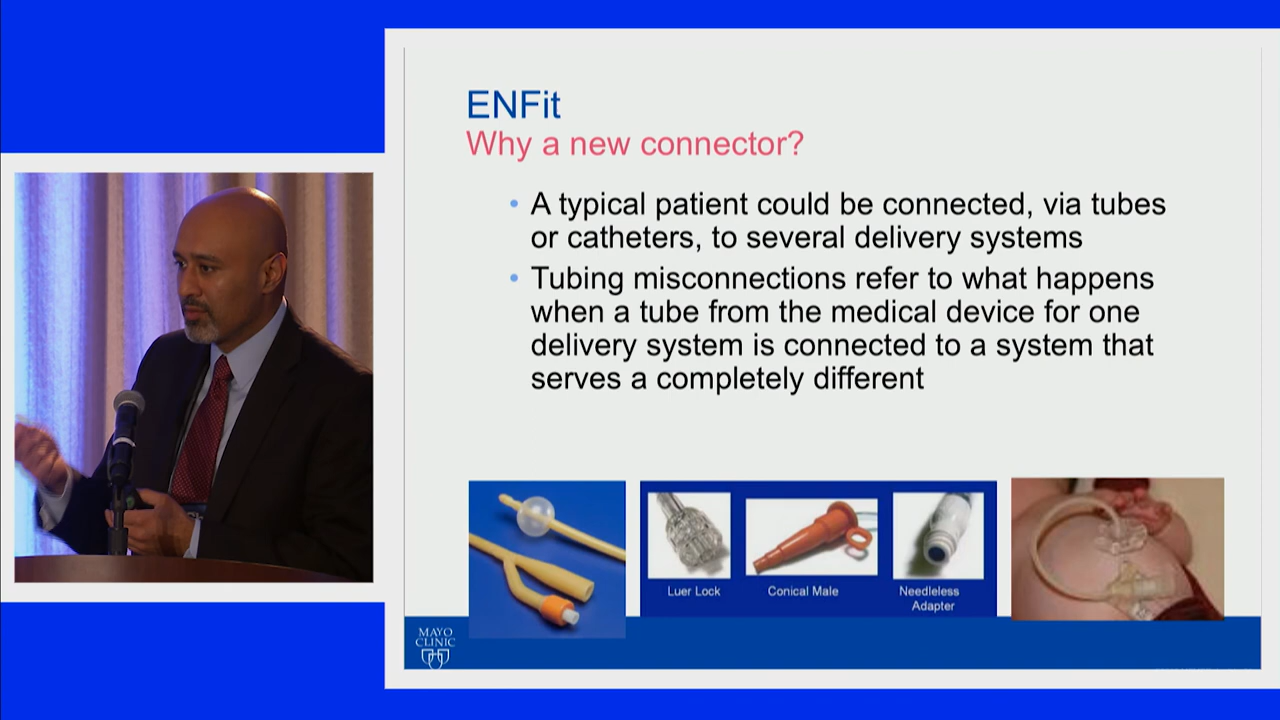 ENFit
Why a new connector?
• A typical patient could be connected, via tubes
or catheters, to several delivery systems
• Tubing misconnections refer to what happens
when a tube from the medical device for one
delivery system is connected to a system that
serves a completely different
Luer Lock
Conical Male
Needleless
Adapter
MAYO
CLINIC